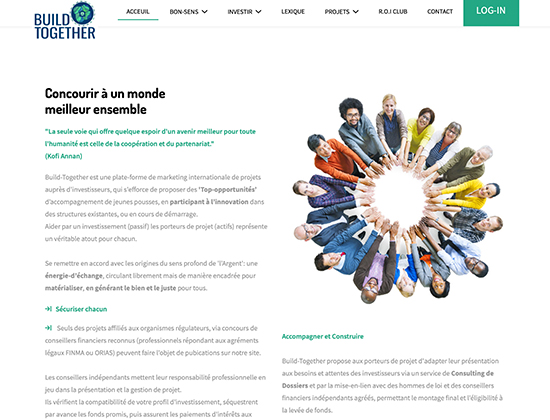 BUILD
TOGETHER
ACCEUIL
BON-SENS
INVESTIR
LEXIQUE
PROJETS
R.O.I CLUB
CONTACT
LOG-IN
Concourir à un monde
meilleur ensemble
"La seule voie qui offre quelque espoir d'un avenir meilleur pour toute
l'humanité est celle de la coopération et du partenariat."
(Kofi Annan)
Build-Together est une plate-forme de marketing internationale de projets
auprès d'investisseurs, qui s'efforce de proposer des 'Top-opportunités'
d'accompagnement de jeunes pousses, en participant à l'innovation dans
des structures existantes, ou en cours de démarrage.
Aider par un investissement (passif) les porteurs de projet (actifs) représente
un véritable atout pour chacun.
Se remettre en accord avec les origines du sens profond de 'l'Argent': une
énergie-d'échange, circulant librement mais de manière encadrée pour
matérialiser, en générant le bien et le juste pour tous.
Sécuriser chacun
Seuls des projets affiliés aux organismes régulateurs, via concours de
conseillers financiers reconnus (professionnels répondant aux agréments
légaux FINMA ou ORIAS) peuvent faire l'objet de pubications sur notre site.
Les conseillers indépendants mettent leur responsabilité professionnelle en
jeu dans la présentation et la gestion de projet.
Ils vérifient la compatibilité de votre profil d'investissement, séquestrent
par avance les fonds promis, puis assurent les paiements d'intérêts aux
Accompagner et Construire
Build-Together propose aux porteurs de projet d'adapter leur présentation
aux besoins et attentes des investisseurs via un service de Consulting de
Dossiers et par la mise-en-lien avec des hommes de loi et des conseillers
financiers indépendants agréés, permettant le montage final et l'éligibilité à
la levée de fonds.